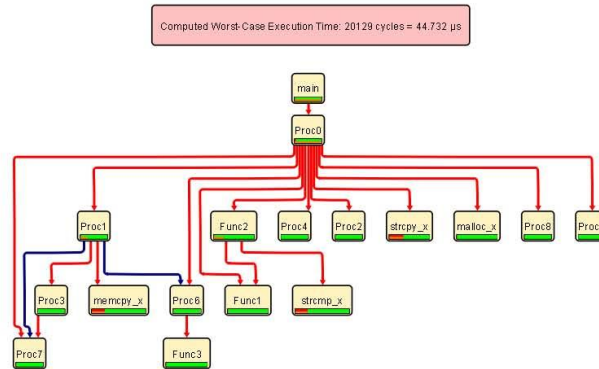 Computed Worst-Case Execution Time: 20129 cycles = 44.732 µs
main
Proc0
Proc1
Func2
Proc4
Proc2
strcpy_x
malloc_x
Proc8
Proc
Proc3
memcpy_x
Proc6
Func1
strcmp_x
Proc7
Func3